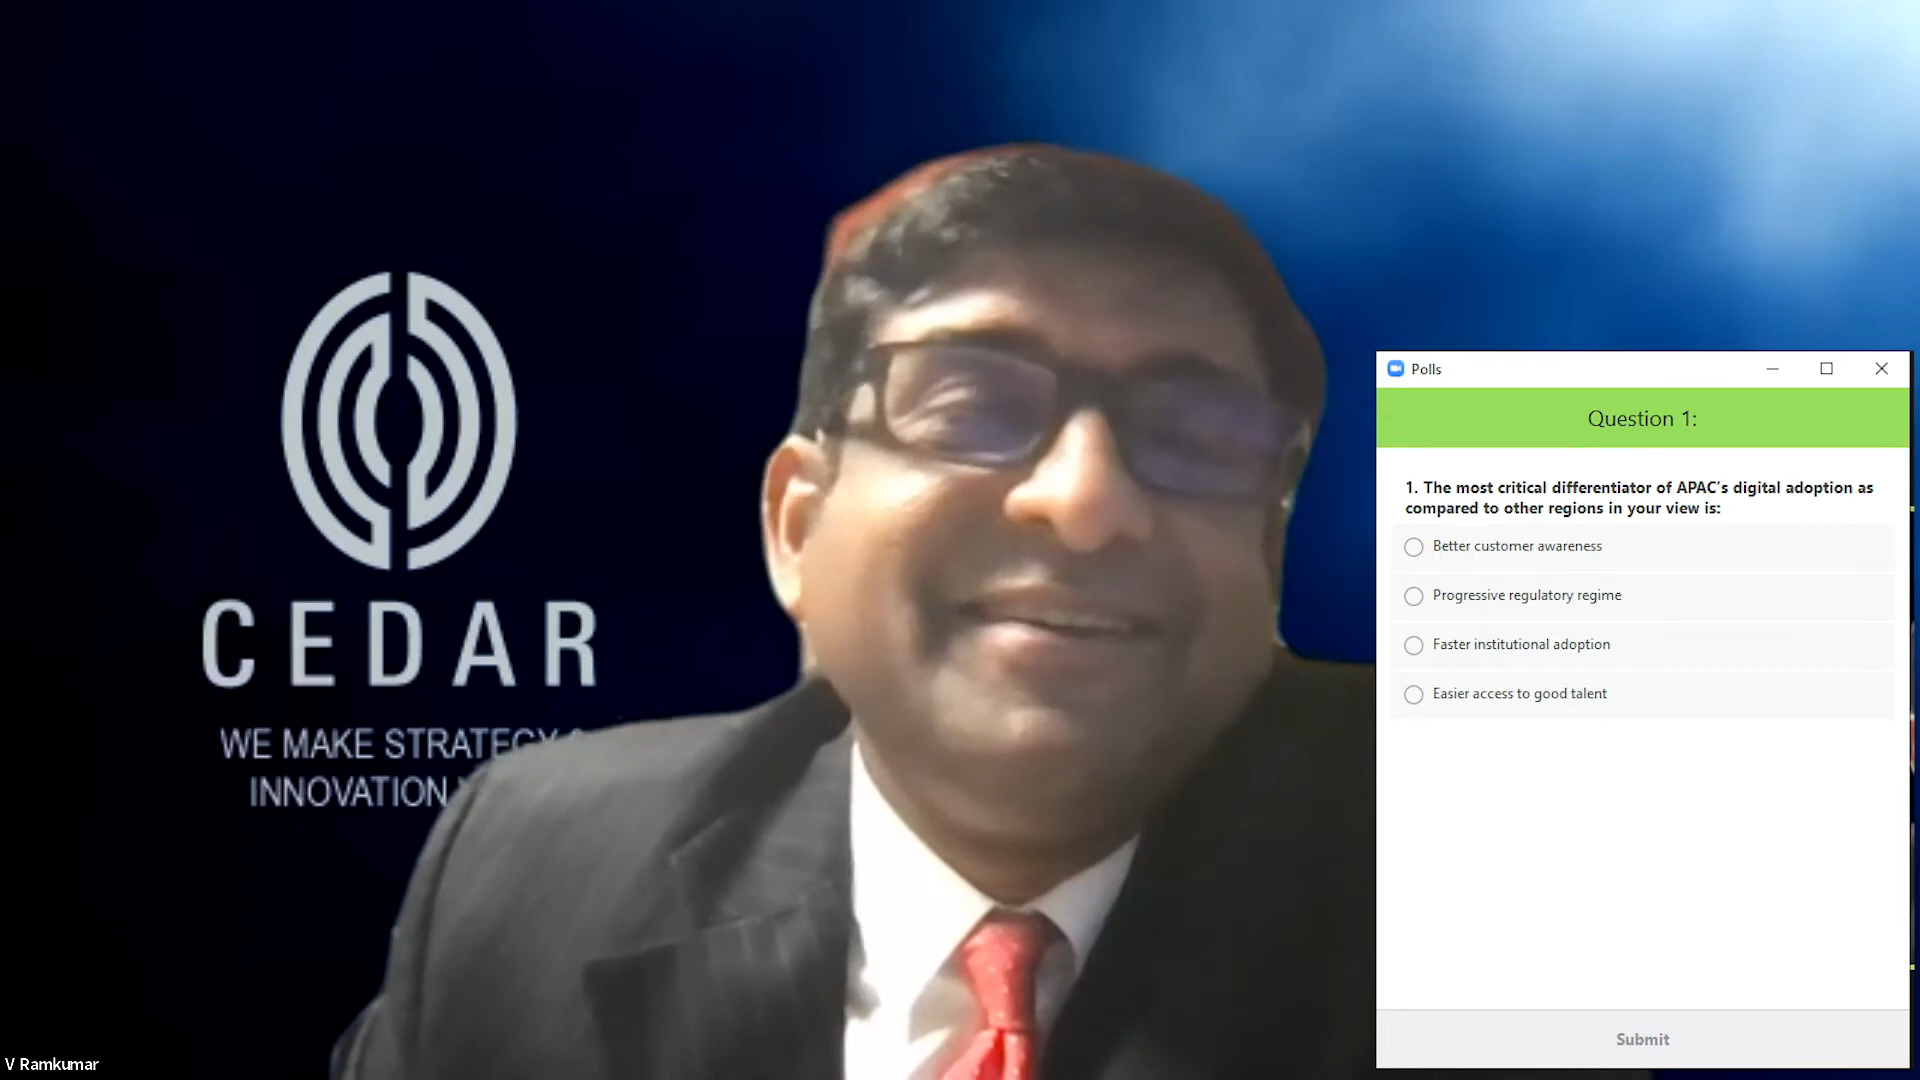 CEDAR
WE MAKE STRATEGY
INNOVATION
Polls
Question 1:
1. The most critical differentiator of APAC's digital adoption as
compared to other regions in your view is:
Better customer awareness
Progressive regulatory regime
Faster institutional adoption
Easier access to good talent
Submit
V Ramkumar